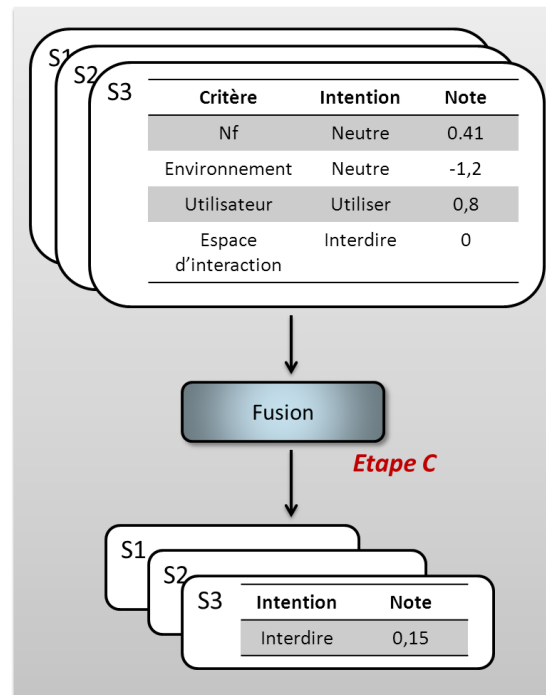 S1
S2
S3
Critère Intention Note
Nf Neutre 0.41
Environnement Neutre -1,2
Utilisateur Utiliser 0,8
Espace d'interaction Interdire 0
Fusion
Etape C
S1
S2
S3
Intention Note
Interdire 0,15